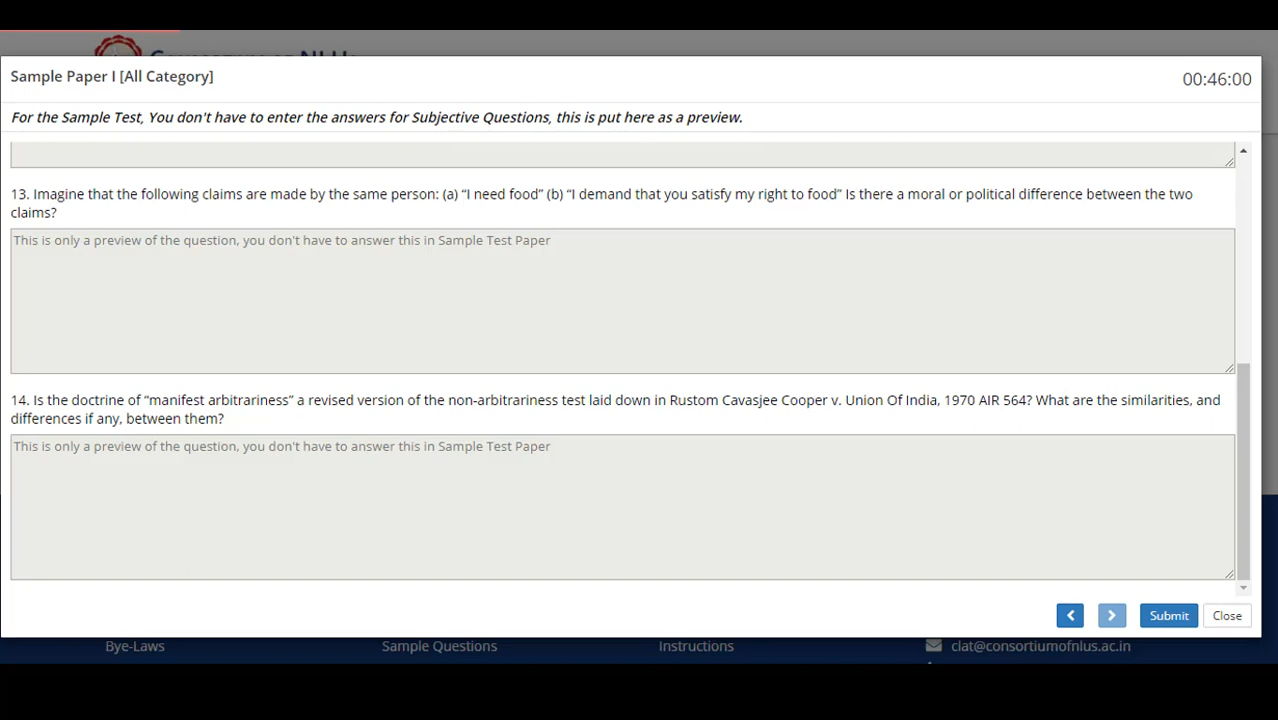 Sample Paper I [All Category]
00:46:00
For the Sample Test, You don't have to enter the answers for Subjective Questions, this is put here as a preview.
13. Imagine that the following claims are made by the same person: (a) “I need food” (b) “I demand that you satisfy my right to food” Is there a moral or political difference between the two
claims?
This is only a preview of the question, you don't have to answer this in Sample Test Paper
14. Is the doctrine of “manifest arbitrariness” a revised version of the non-arbitrariness test laid down in Rustom Cavasjee Cooper v. Union Of India, 1970 AIR 564? What are the similarities, and
differences if any, between them?
This is only a preview of the question, you don't have to answer this in Sample Test Paper
Submit
Close
Bye-Laws
Sample Questions
Instructions
clat@consortiumofnlus.ac.in